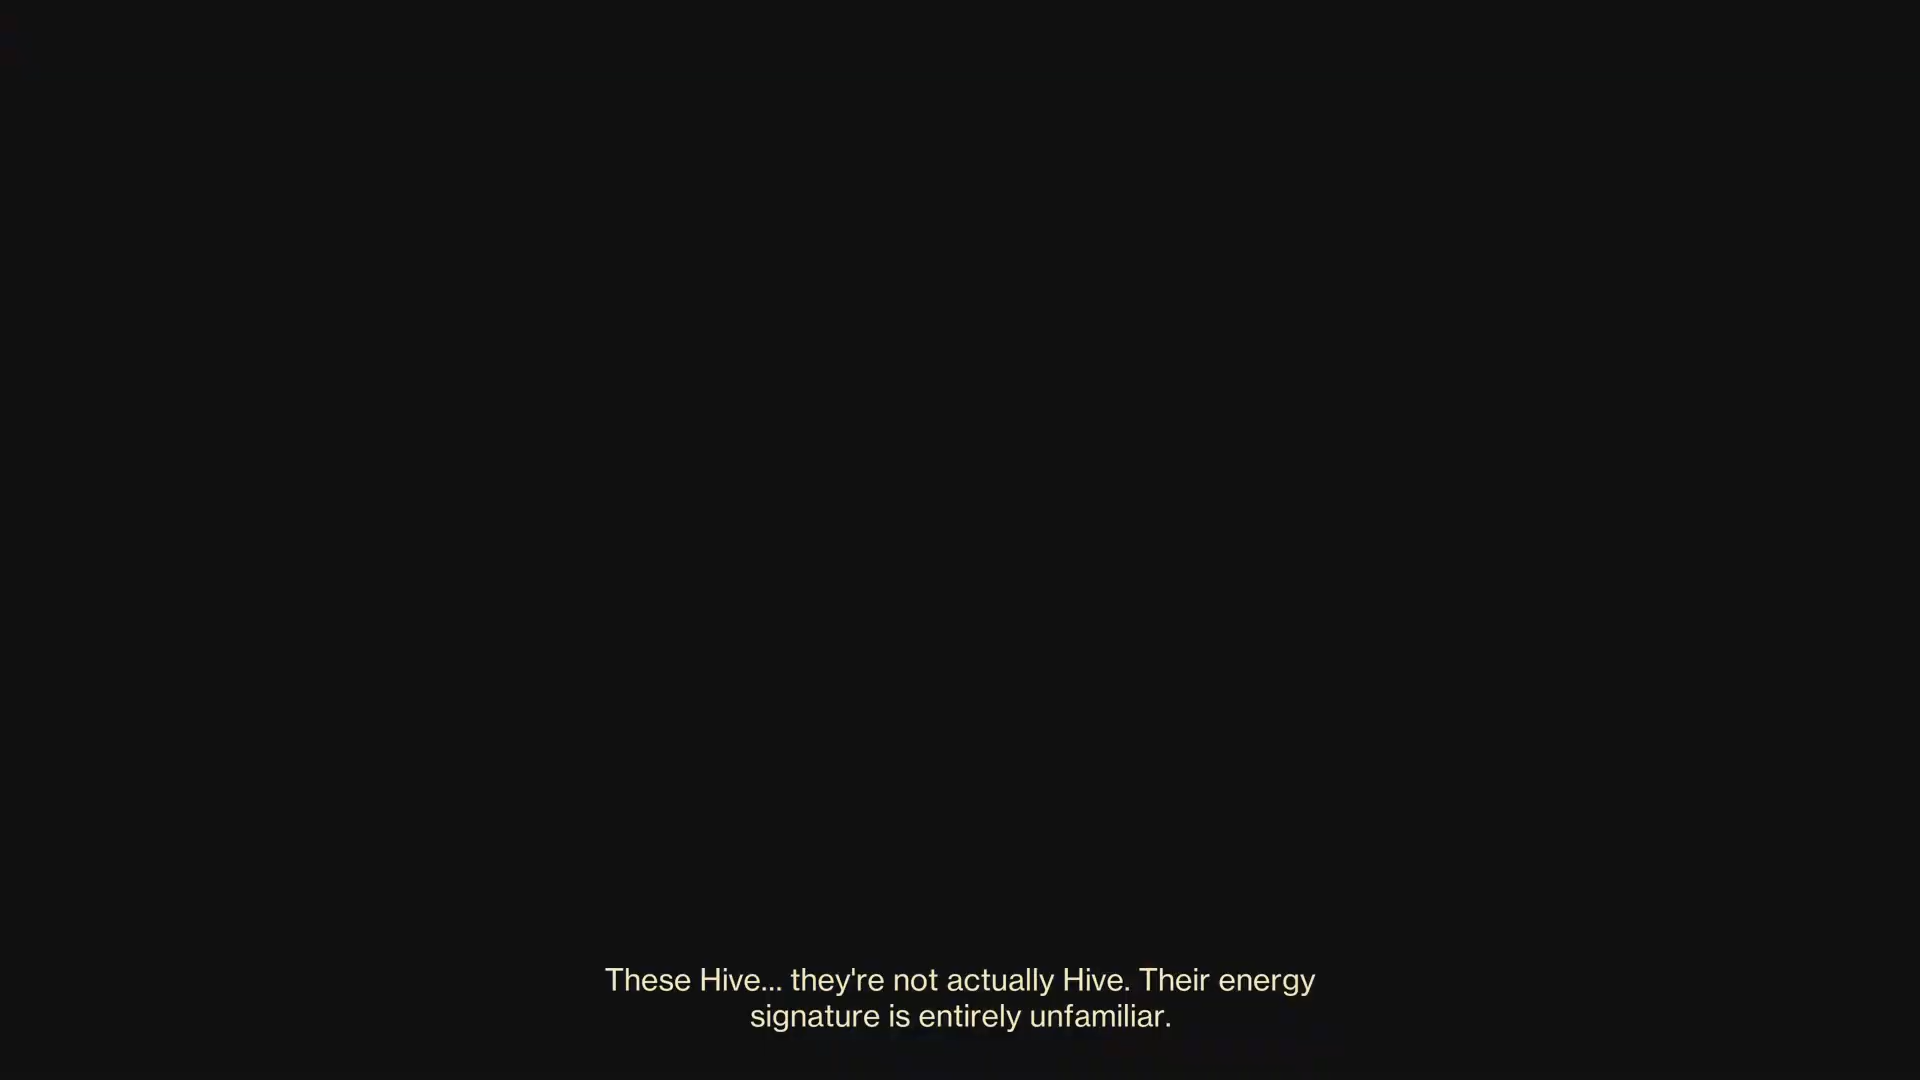 These Hive... they're not actually Hive. Their energy
signature is entirely unfamiliar.